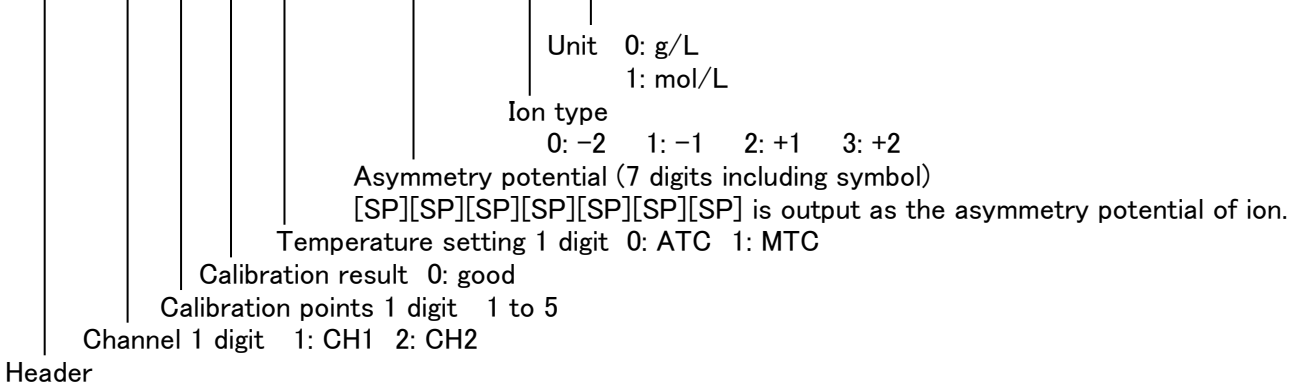 Unit 0: g/L
1: mol/L
Ion type
0: −2 1: −1 2: +1 3: +2
Asymmetry potential (7 digits including symbol)
[SP][SP][SP][SP][SP][SP][SP] is output as the asymmetry potential of ion.
Temperature setting 1 digit 0: ATC 1: MTC
Calibration result 0: good
Calibration points 1 digit 1 to 5
Channel 1 digit 1: CH1 2: CH2
Header